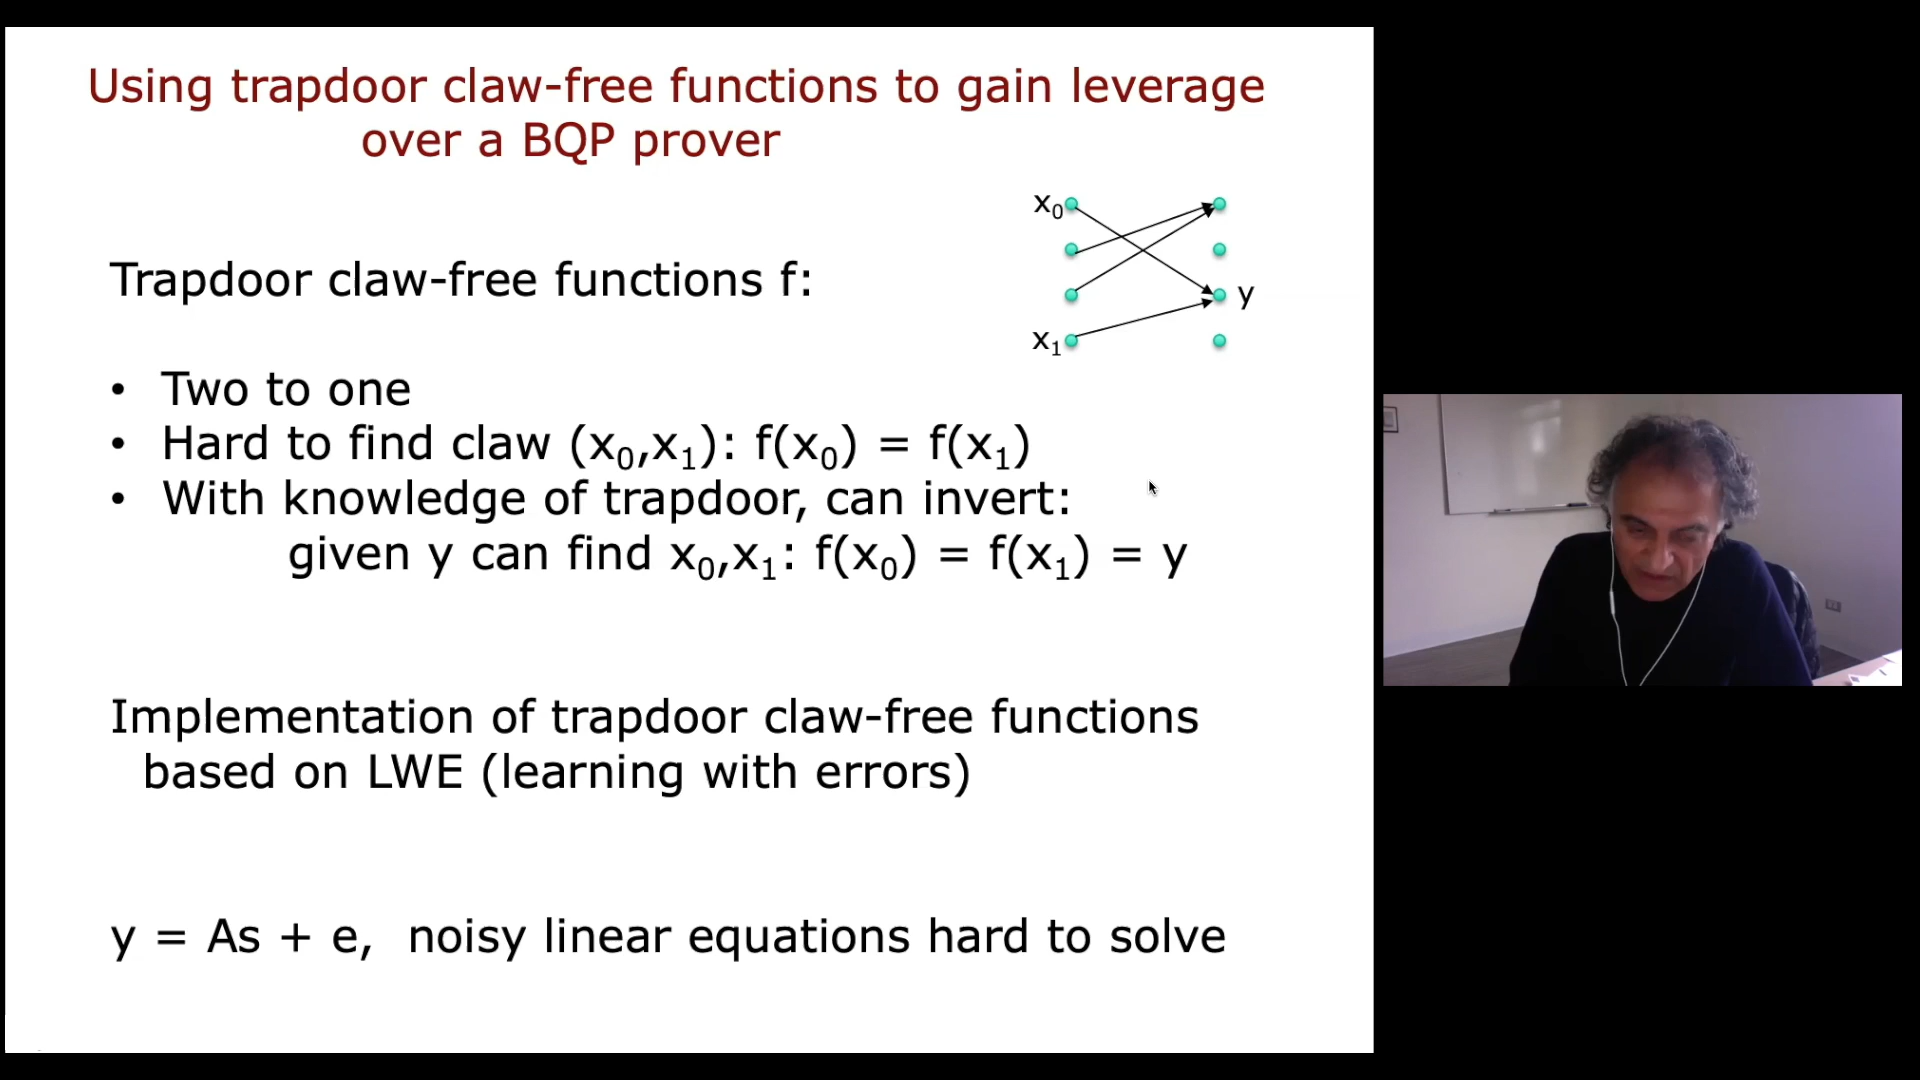 Using trapdoor claw-free functions to gain leverage
over a BQP prover
x₀
Trapdoor claw-free functions f:
y
x₁
• Two to one
• Hard to find claw (x₀,x₁): f(x₀) = f(x₁)
• With knowledge of trapdoor, can invert:
given y can find x₀,x₁: f(x₀) = f(x₁) = y
Implementation of trapdoor claw-free functions
based on LWE (learning with errors)
y = As + e, noisy linear equations hard to solve